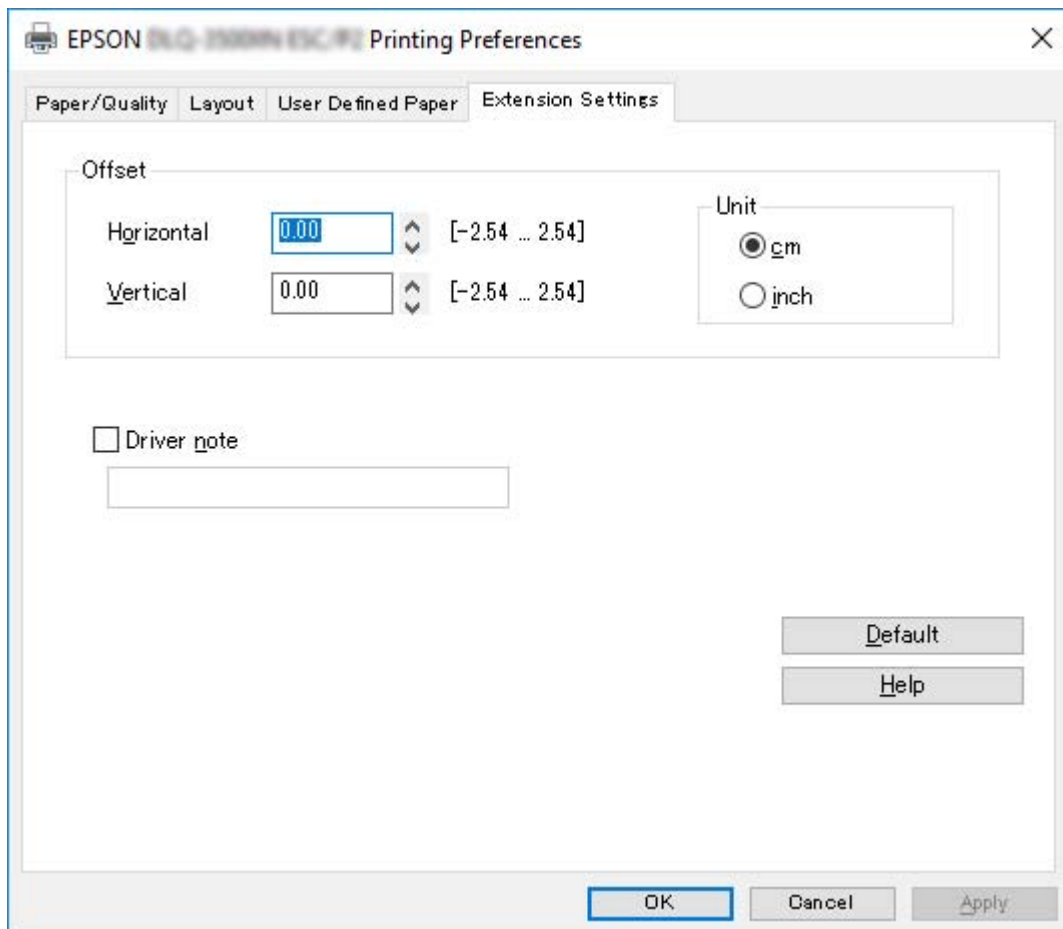 EPSON Printing Preferences
Paper/Quality Layout User Defined Paper Extension Settings
Offset
Horizontal 0.00 [-2.54 ... 2.54]
Vertical 0.00 [-2.54 ... 2.54]
Unit
cm
inch
Driver note
Default
Help
OK Cancel Apply